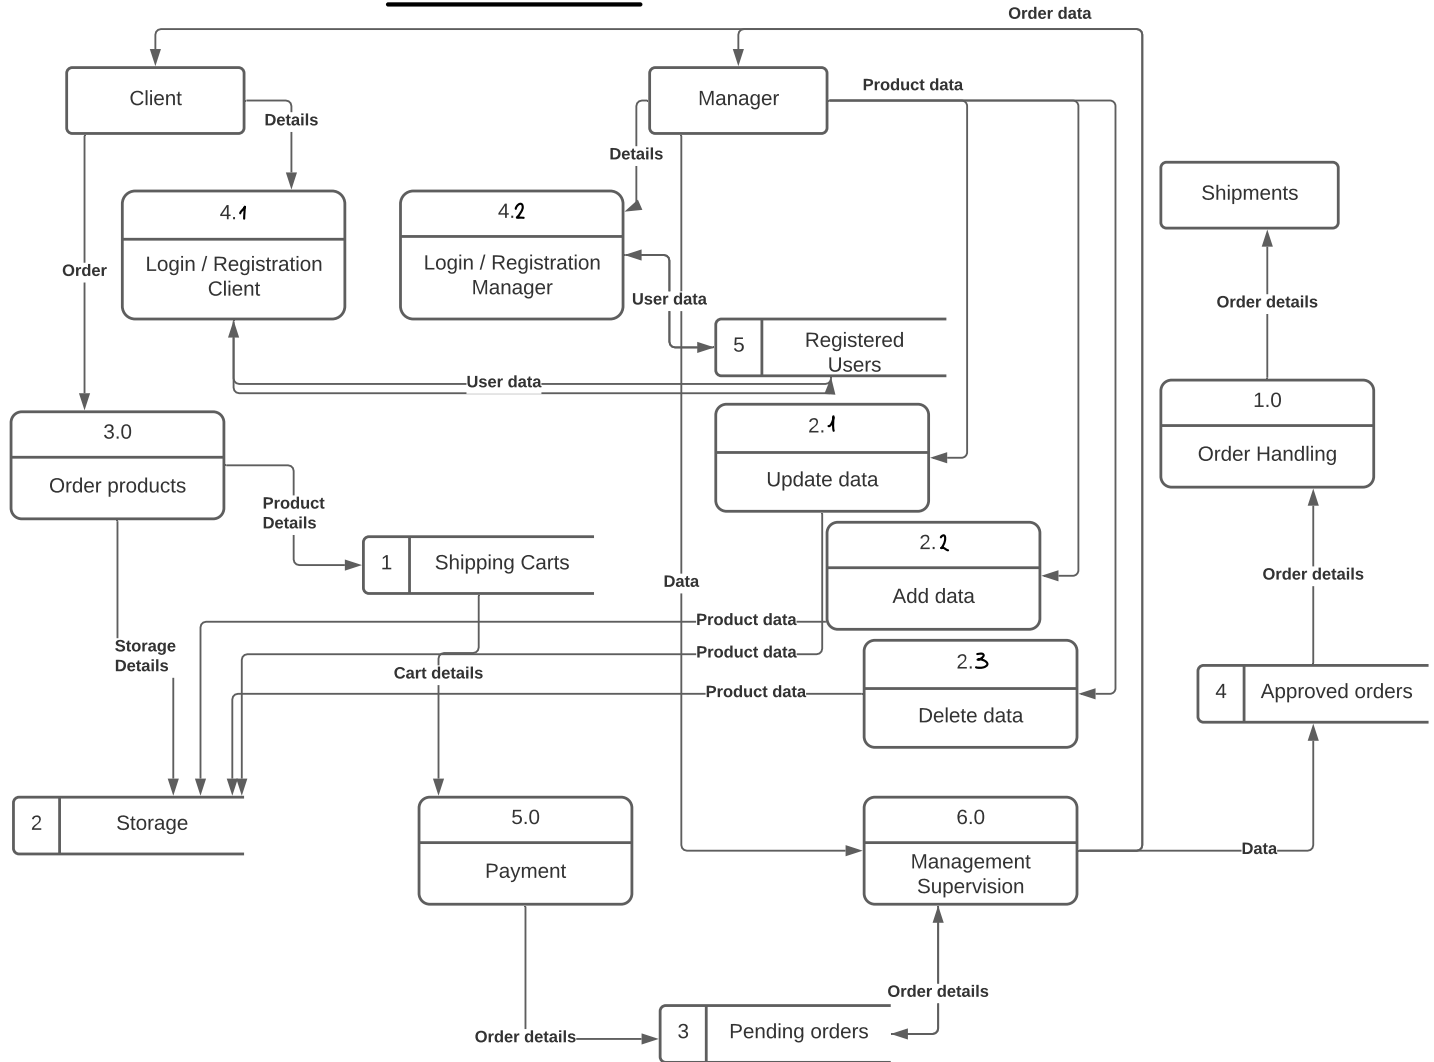 Order data
Client
Manager
Product data
Details
Details
Shipments
4.1
Login / Registration
Client
4.2
Login / Registration
Manager
Order
User data
Order details
5
Registered
Users
User data
3.0
Order products
2.1
Update data
1.0
Order Handling
Product
Details
1
Shipping Carts
2.2
Add data
Data
Order details
Product data
Storage
Details
Product data
Cart details
2.3
Delete data
Product data
4
Approved orders
2
Storage
5.0
Payment
6.0
Management
Supervision
Data
Order details
Order details
3
Pending orders